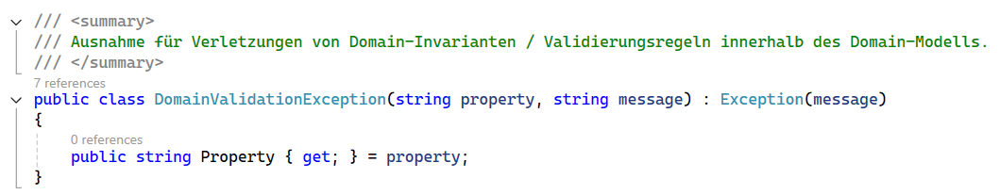 /// <summary>
/// Ausnahme für Verletzungen von Domain-Invarianten / Validierungsregeln innerhalb des Domain-Modells.
/// </summary>
7 references
public class DomainValidationException(string property, string message) : Exception(message)
{
0 references
public string Property { get; } = property;
}